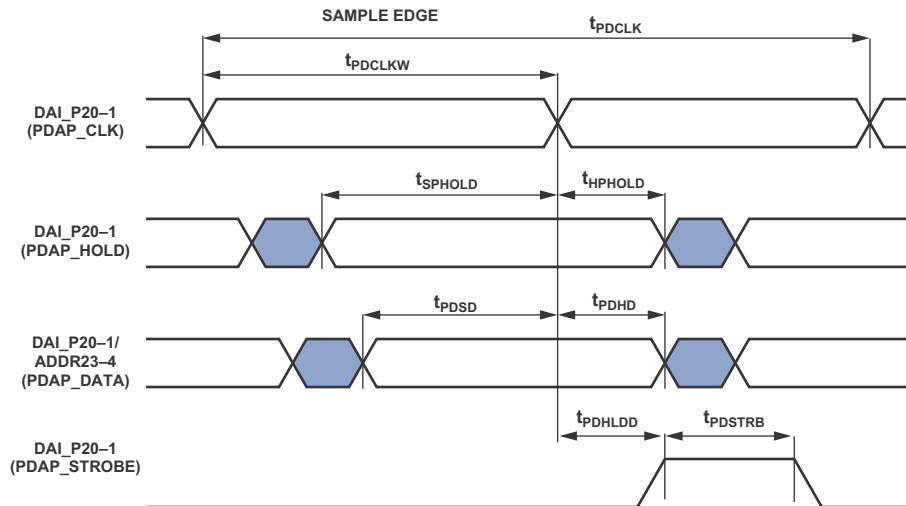 SAMPLE EDGE
tPDCLK
tPDCLKW
DAI_P20–1
(PDAP_CLK)
tSPHOLD
tHPHOLD
DAI_P20–1
(PDAP_HOLD)
tPDSD
tPDHD
DAI_P20–1/
ADDR23–4
(PDAP_DATA)
tPDHLDD
tPDSTRB
DAI_P20–1
(PDAP_STROBE)